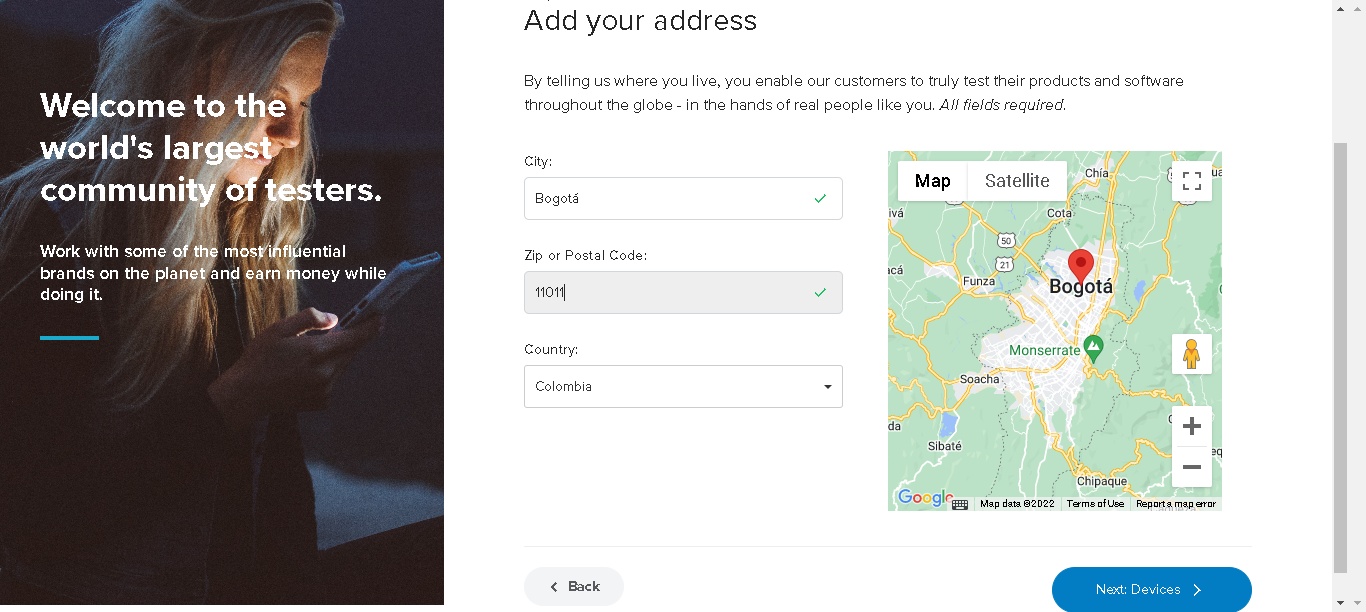 Welcome to the
world's largest
community of testers.
Work with some of the most influential
brands on the planet and earn money while
doing it.
Add your address
By telling us where you live, you enable our customers to truly test their products and software
throughout the globe - in the hands of real people like you. All fields required.
City:
Bogotá
Zip or Postal Code:
11011
Country:
Colombia
Map Satellite
Chía
Cota
50
21
Funza
Bogotá
Monserrate
Soacha
Sibaté
Chipaque
Google
Map data ©2022 Terms of Use Report a map error
Back
Next: Devices